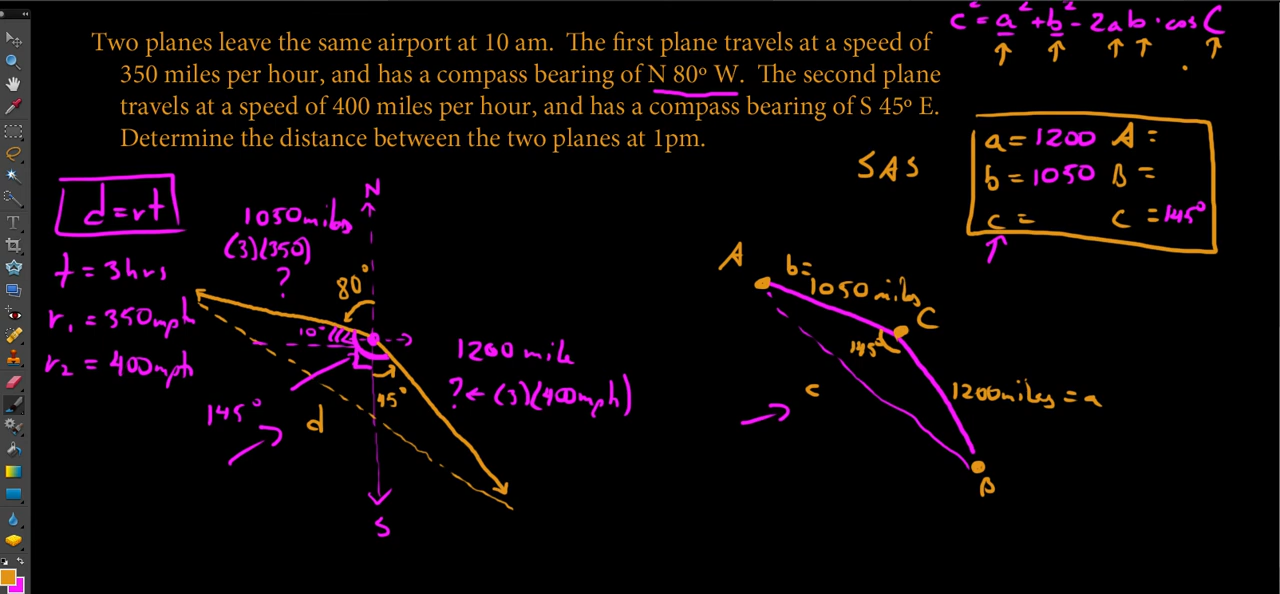 c² = a² + b² - 2ab · cos C
Two planes leave the same airport at 10 am. The first plane travels at a speed of
350 miles per hour, and has a compass bearing of N 80º W. The second plane
travels at a speed of 400 miles per hour, and has a compass bearing of S 45º E.
Determine the distance between the two planes at 1pm.
SAS
a = 1200 A =
b = 1050 B =
c = C = 145°
d = rt
t = 3hrs
r₁ = 350mph
r₂ = 400mph
N
1050 miles
(3)(350)
?
80°
10°
45°
145°
d
S
1200 mile
? ← (3)(400mph)
A
b =
1050 miles
C
145°
c
1200 miles = a
B
T